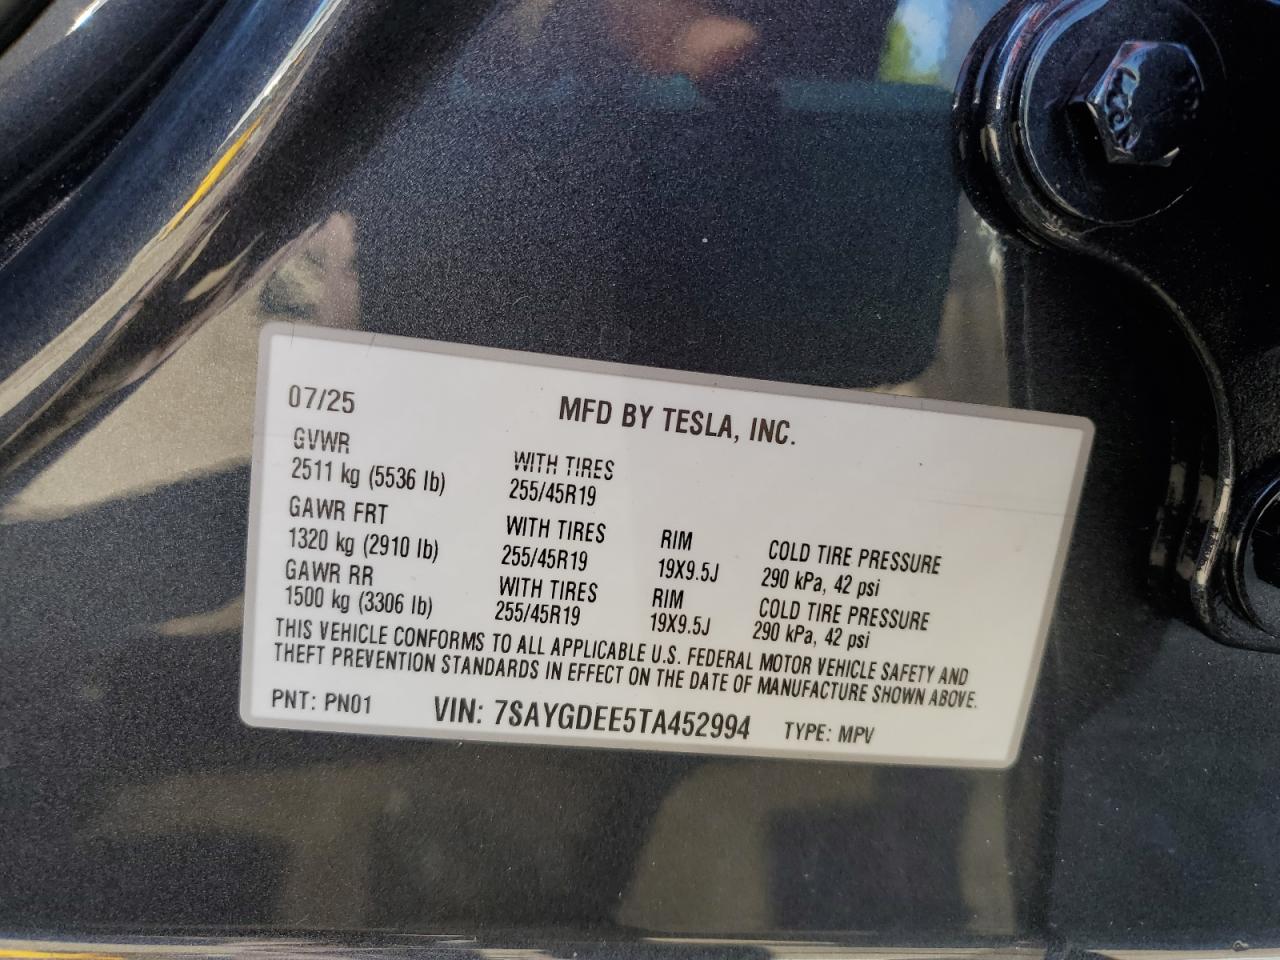 07/25 MFD BY TESLA, INC.
GVWR
2511 kg (5536 lb) WITH TIRES
255/45R19
GAWR FRT
1320 kg (2910 lb) WITH TIRES
255/45R19 RIM
19X9.5J COLD TIRE PRESSURE
290 kPa, 42 psi
GAWR RR
1500 kg (3306 lb) WITH TIRES
255/45R19 RIM
19X9.5J COLD TIRE PRESSURE
290 kPa, 42 psi
THIS VEHICLE CONFORMS TO ALL APPLICABLE U.S. FEDERAL MOTOR VEHICLE SAFETY AND
THEFT PREVENTION STANDARDS IN EFFECT ON THE DATE OF MANUFACTURE SHOWN ABOVE.
PNT: PN01 VIN: 7SAYGDEE5TA452994 TYPE: MPV